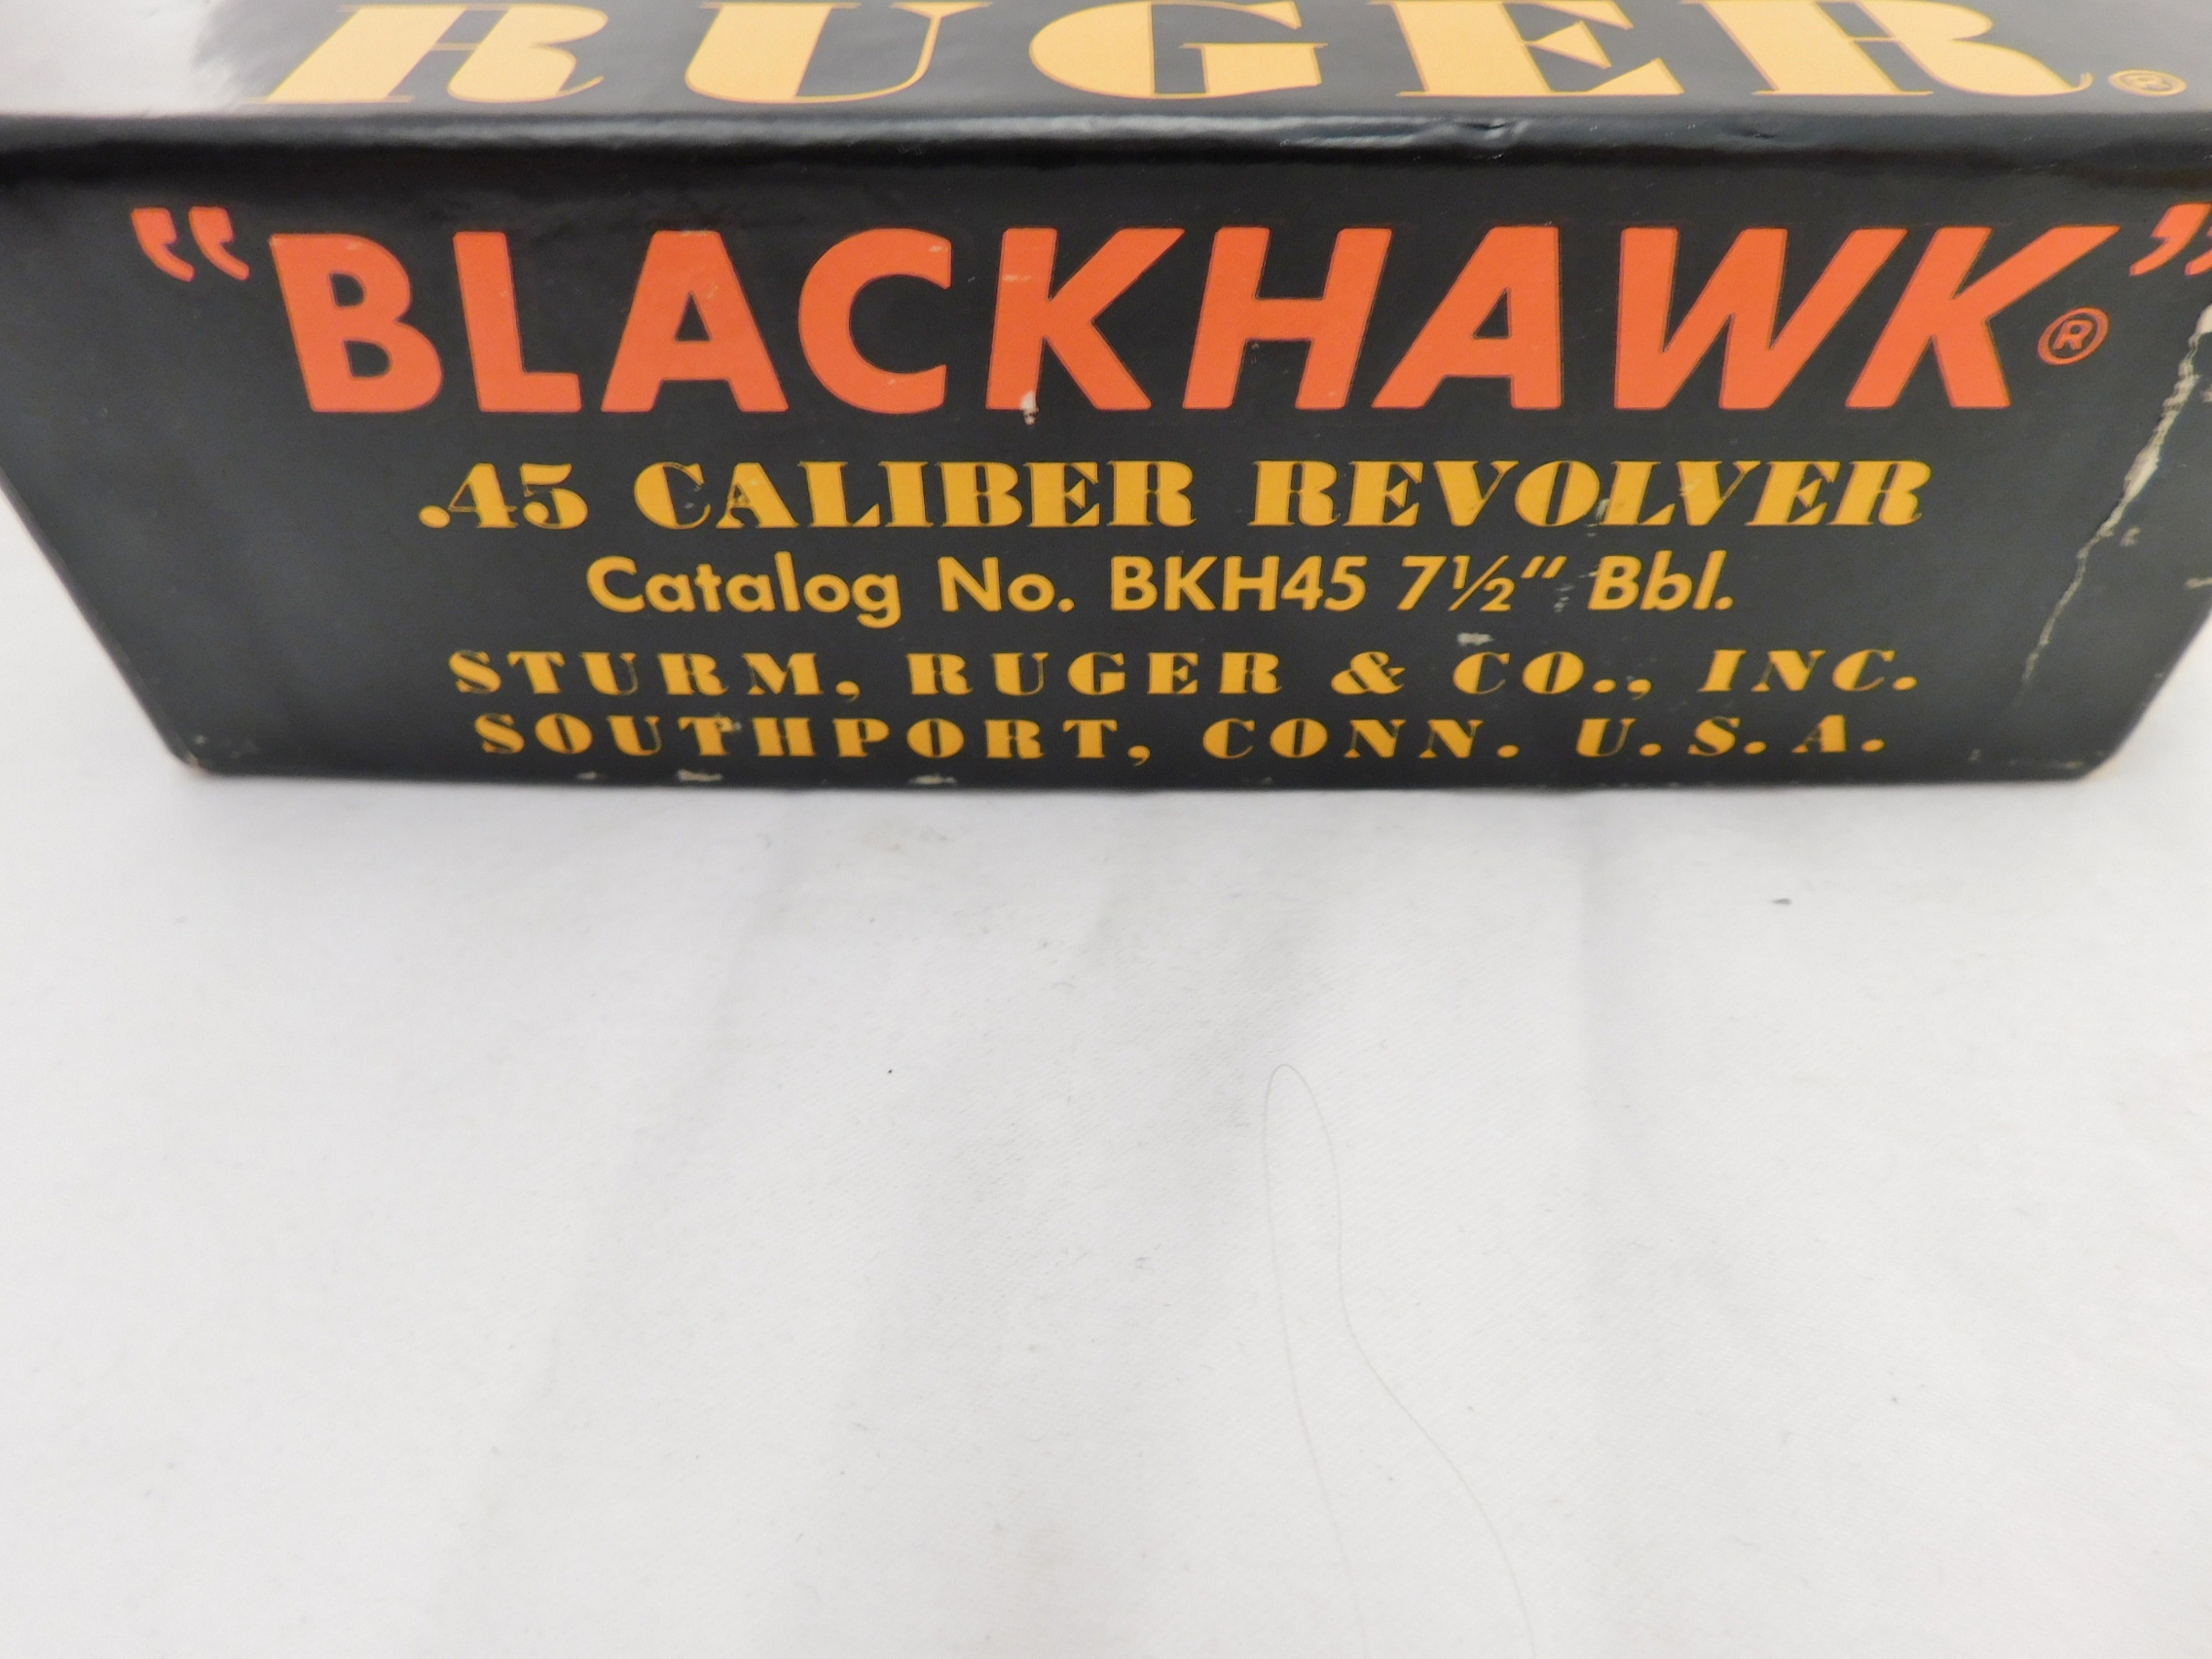 RUGER®
“BLACKHAWK”®
.45 CALIBER REVOLVER
Catalog No. BKH45 7½″ Bbl.
STURM, RUGER & CO., INC.
SOUTHPORT, CONN. U.S.A.